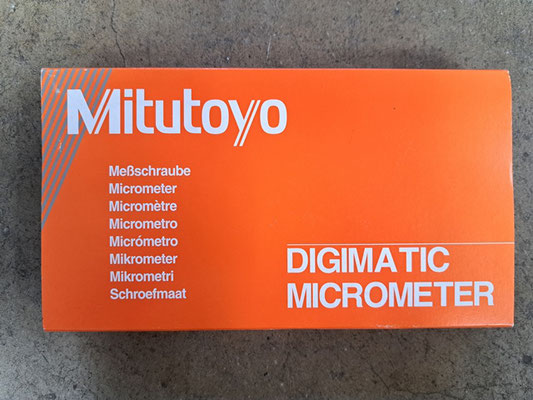 Mitutoyo
Meßschraube
Micrometer
Micromètre
Micrometro
Micrómetro
Mikrometer
Mikrometri
Schroefmaat
DIGIMATIC
MICROMETER